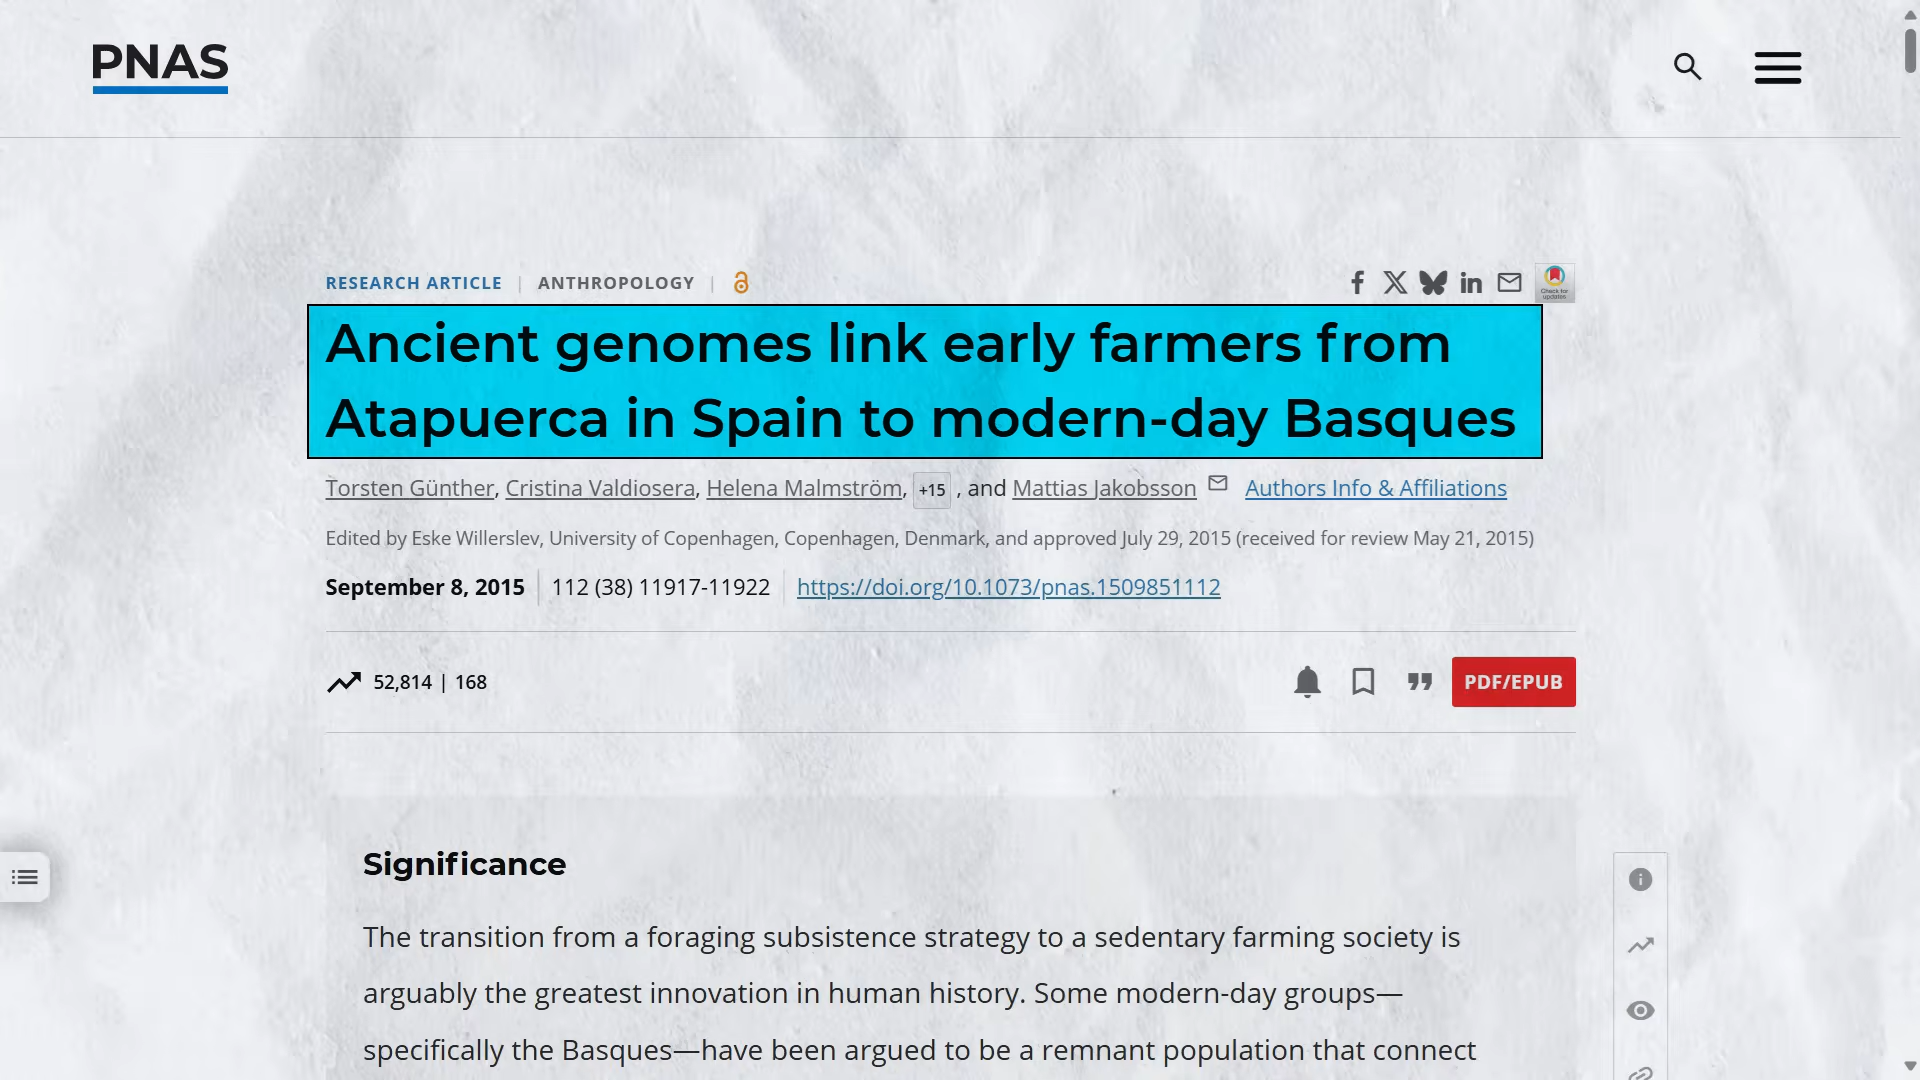 PNAS
RESEARCH ARTICLE | ANTHROPOLOGY |
Check for
updates
Ancient genomes link early farmers from
Atapuerca in Spain to modern-day Basques
Torsten Günther, Cristina Valdiosera, Helena Malmström, +15 , and Mattias Jakobsson Authors Info & Affiliations
Edited by Eske Willerslev, University of Copenhagen, Copenhagen, Denmark, and approved July 29, 2015 (received for review May 21, 2015)
September 8, 2015 | 112 (38) 11917-11922 | https://doi.org/10.1073/pnas.1509851112
52,814 | 168
PDF/EPUB
Significance
The transition from a foraging subsistence strategy to a sedentary farming society is
arguably the greatest innovation in human history. Some modern-day groups—
specifically the Basques—have been argued to be a remnant population that connect